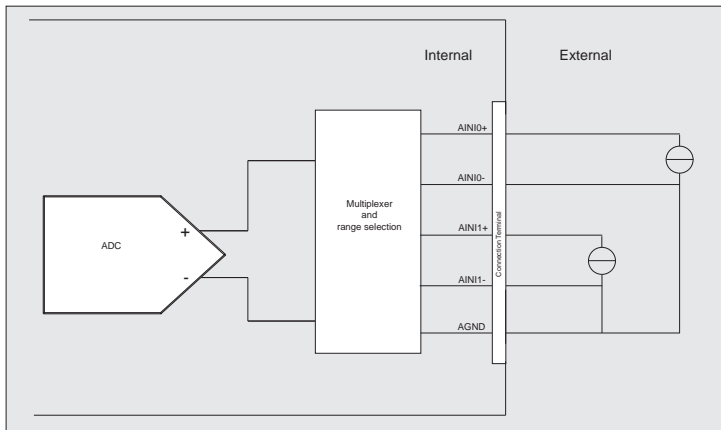 Internal
External
AINI0+
AINI0-
Multiplexer
and
range selection
AINI1+
Connection Terminal
ADC
+
-
AINI1-
AGND